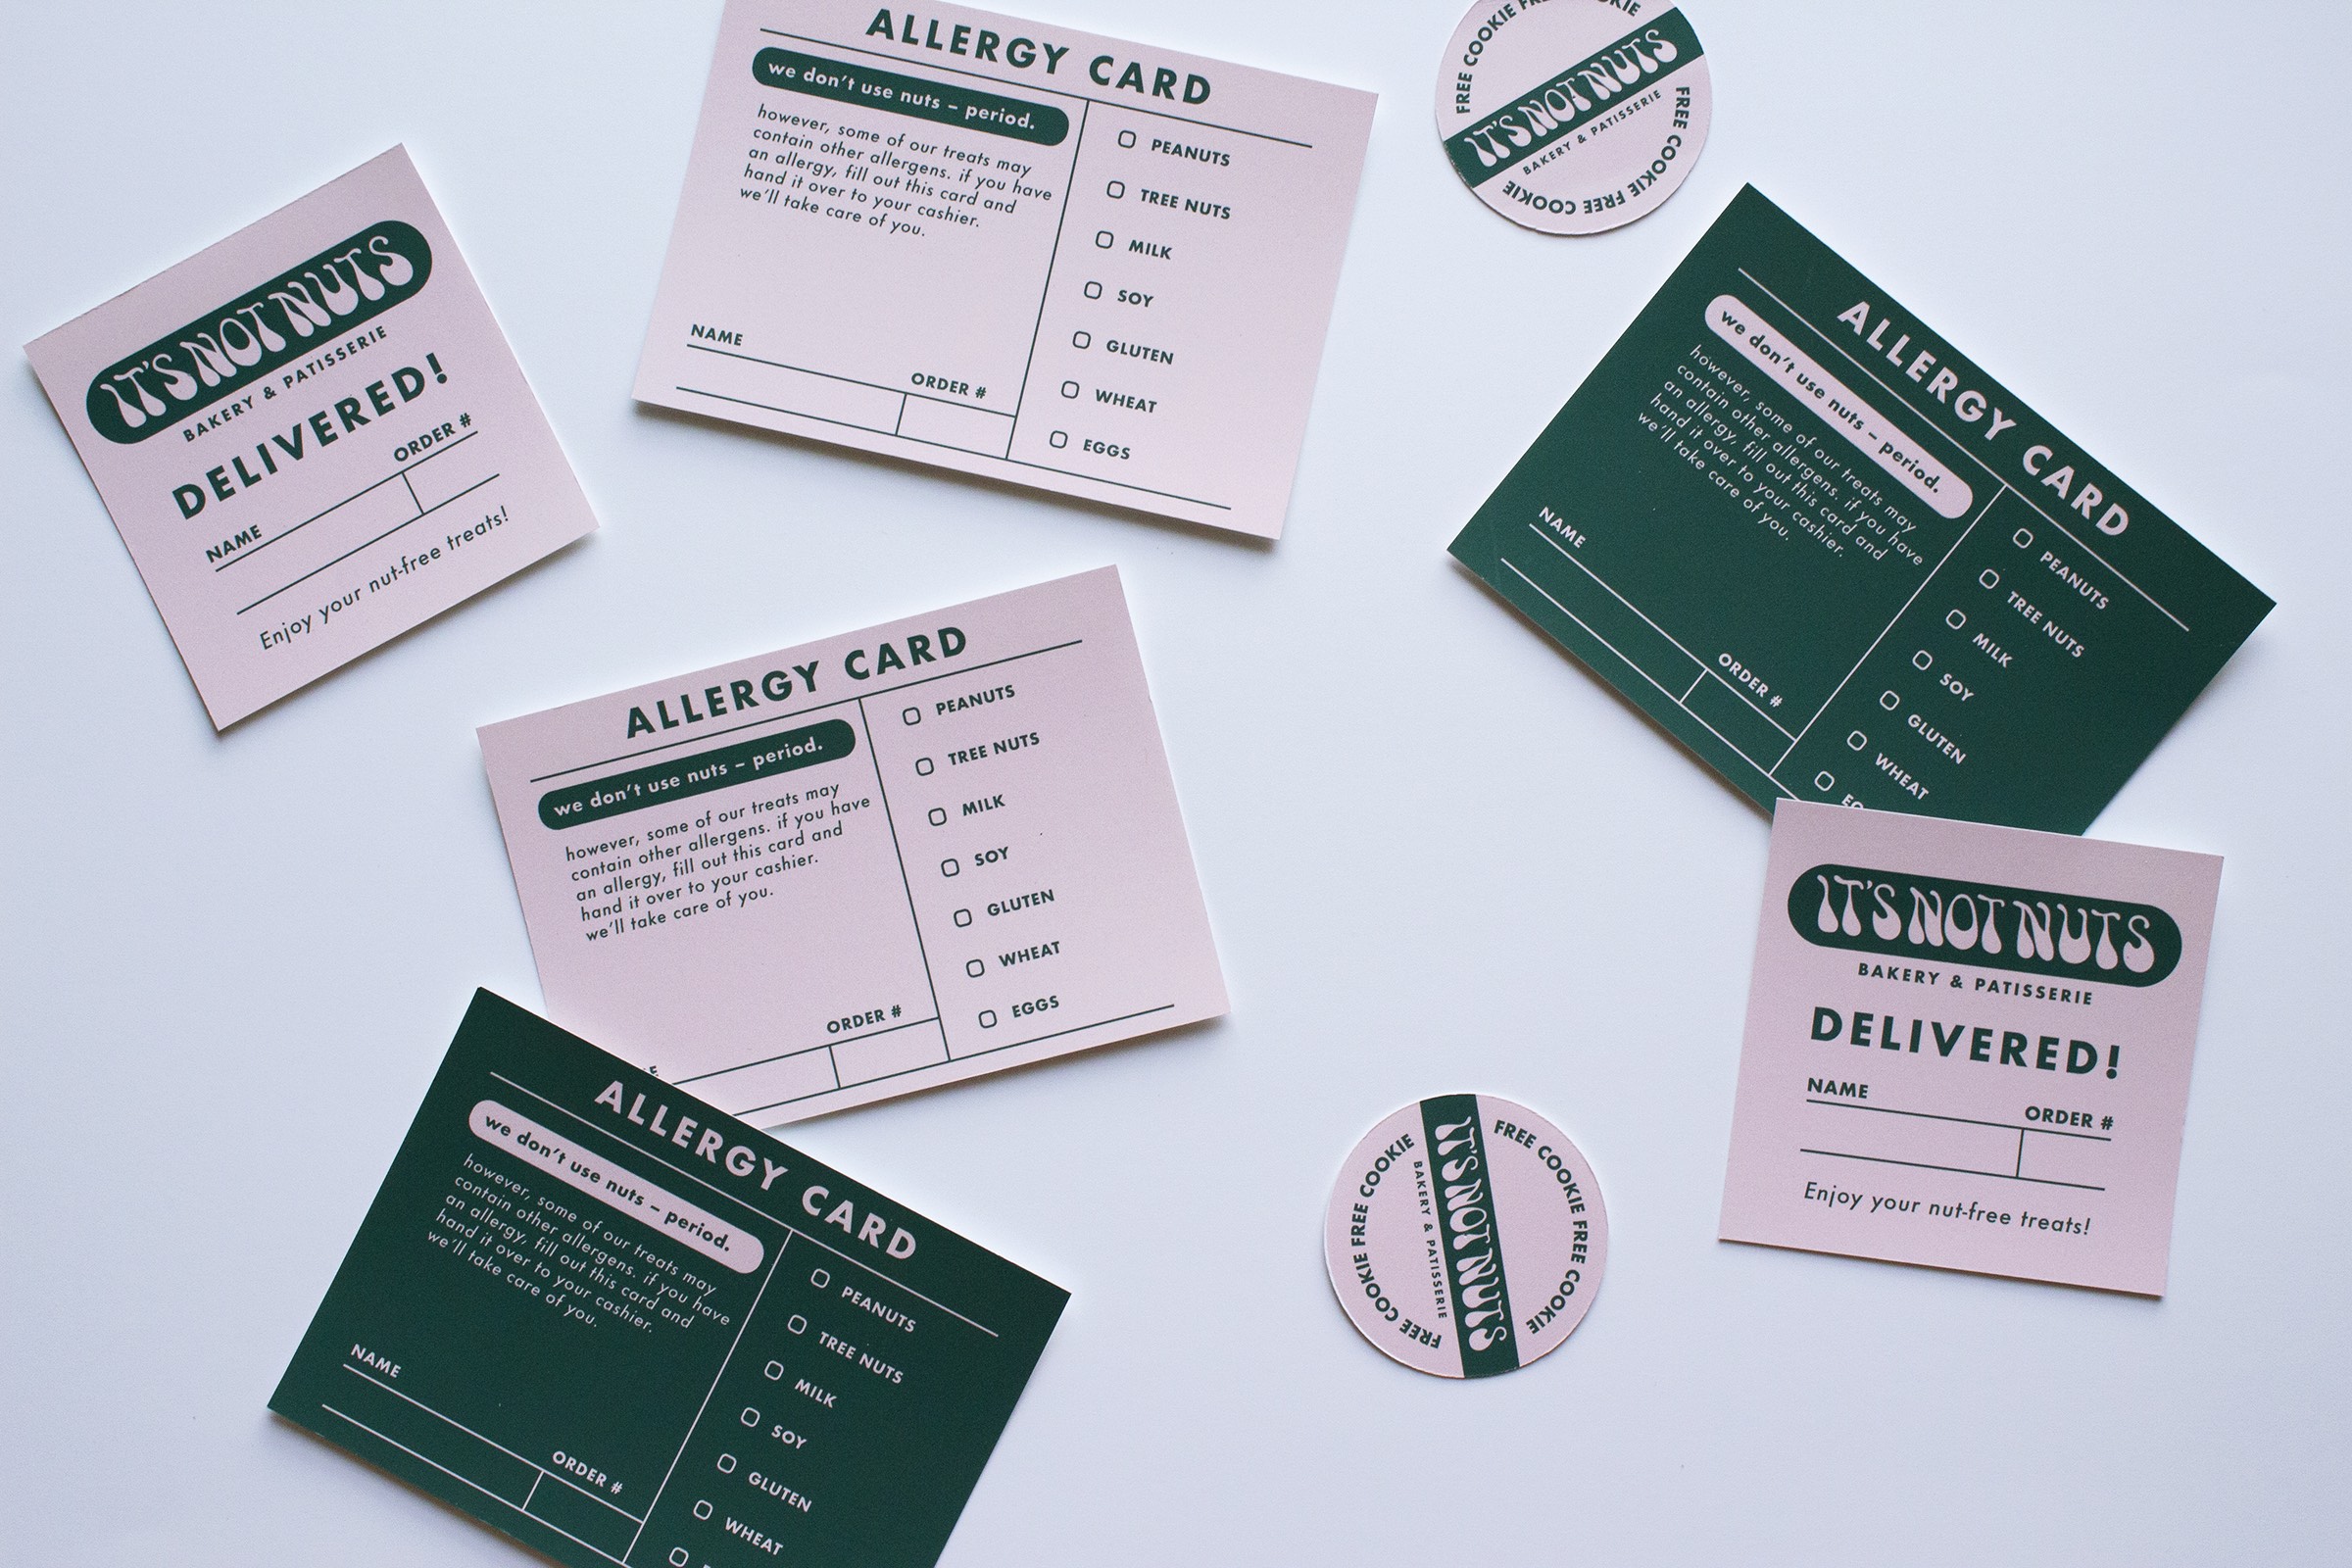 ALLERGY CARD
we don't use nuts – period.
however, some of our treats may
contain other allergens. if you have
an allergy, fill out this card and
hand it over to your cashier.
we'll take care of you.
NAME
ORDER #
PEANUTS
TREE NUTS
MILK
SOY
GLUTEN
WHEAT
EGGS
FREE COOKIE
FREE COOKIE FREE COOKIE
IT'S NOT NUTS
BAKERY & PATISSERIE
IT'S NOT NUTS
BAKERY & PATISSERIE
DELIVERED!
ORDER #
NAME
Enjoy your nut-free treats!
ALLERGY CARD
we don't use nuts – period.
however, some of our treats may
contain other allergens. if you have
an allergy, fill out this card and
hand it over to your cashier.
we'll take care of you.
NAME
ORDER #
PEANUTS
TREE NUTS
MILK
SOY
GLUTEN
WHEAT
ALLERGY CARD
we don't use nuts – period.
however, some of our treats may
contain other allergens. if you have
an allergy, fill out this card and
hand it over to your cashier.
we'll take care of you.
ORDER #
PEANUTS
TREE NUTS
MILK
SOY
GLUTEN
WHEAT
EGGS
IT'S NOT NUTS
BAKERY & PATISSERIE
DELIVERED!
NAME
ORDER #
Enjoy your nut-free treats!
ALLERGY CARD
we don't use nuts – period.
however, some of our treats may
contain other allergens. if you have
an allergy, fill out this card and
hand it over to your cashier.
we'll take care of you.
NAME
ORDER #
PEANUTS
TREE NUTS
MILK
SOY
GLUTEN
WHEAT
FREE COOKIE FREE COOKIE
IT'S NOT NUTS
BAKERY & PATISSERIE
FREE COOKIE FREE COOKIE